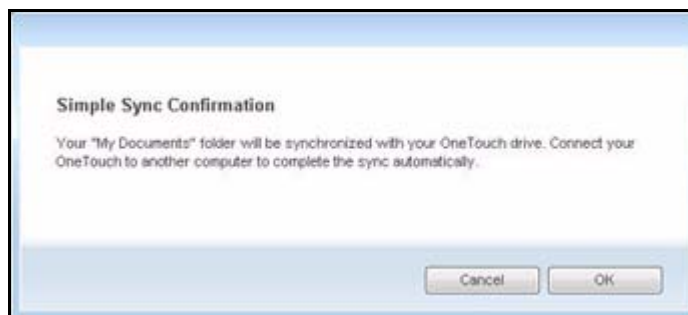 Simple Sync Confirmation
Your "My Documents" folder will be synchronized with your OneTouch drive. Connect your
OneTouch to another computer to complete the sync automatically.
Cancel OK